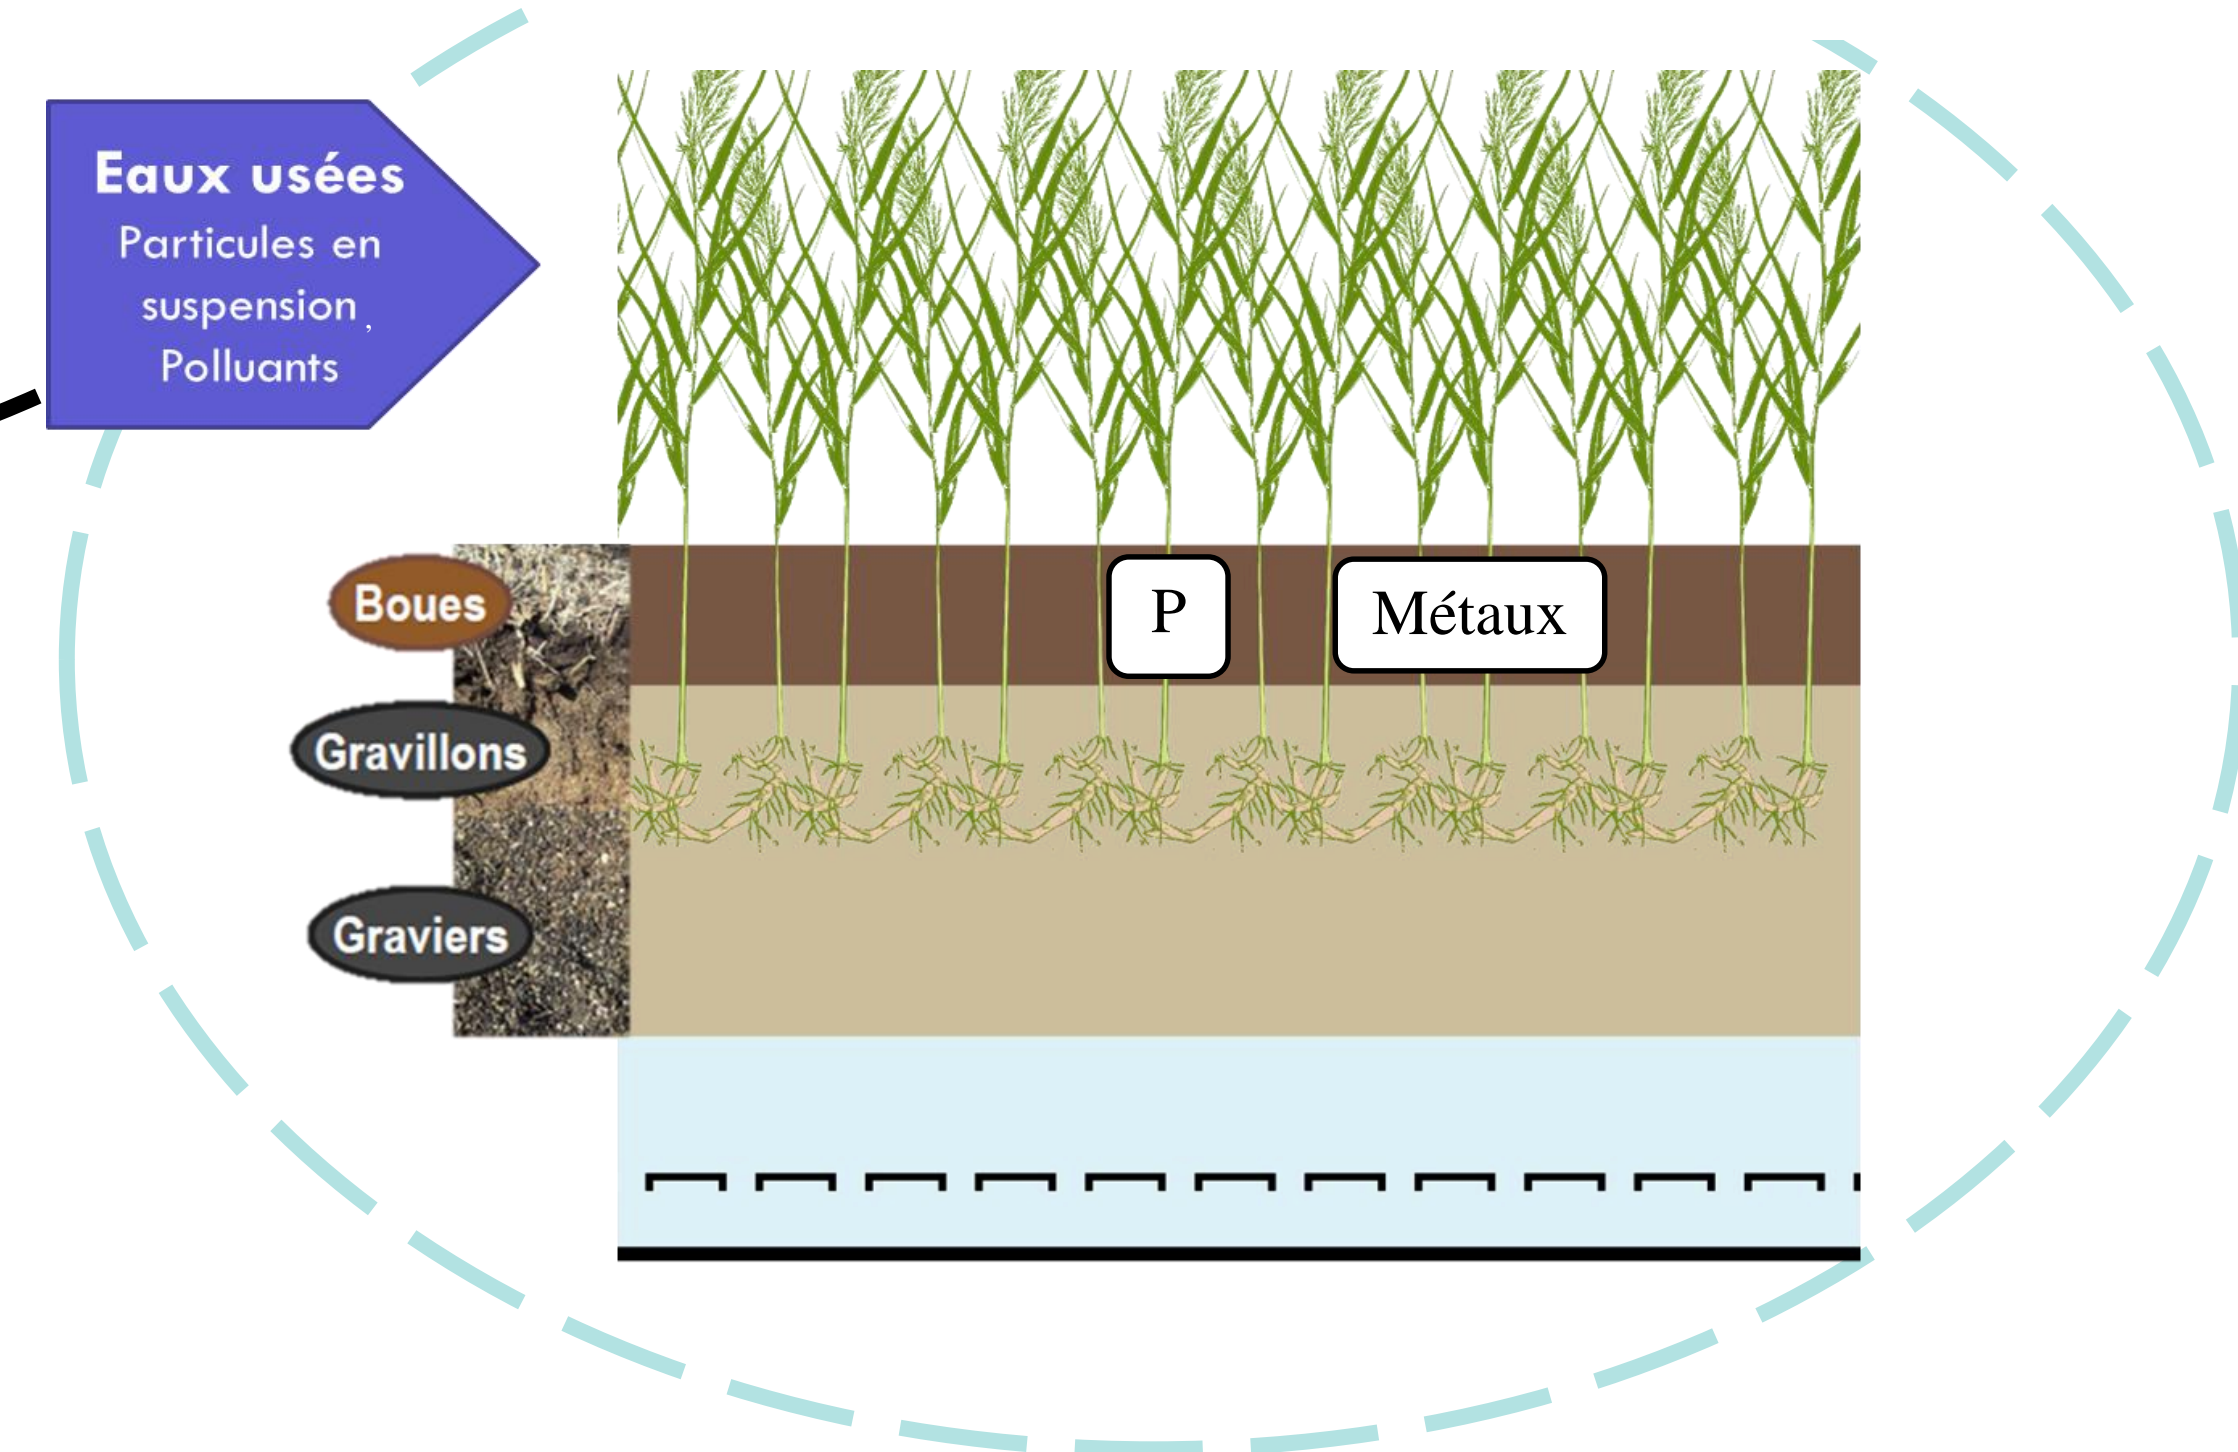 Eaux usées
Particules en
suspension,
Polluants
Boues
P
Métaux
Gravillons
Graviers